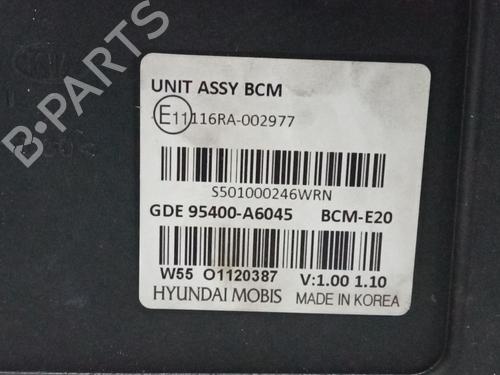 UNIT ASSY BCM
E11 116RA-002977
S501000246WRN
GDE 95400-A6045 BCM-E20
W55 O1120387 V:1.00 1.10
HYUNDAI MOBIS MADE IN KOREA
B-PARTS